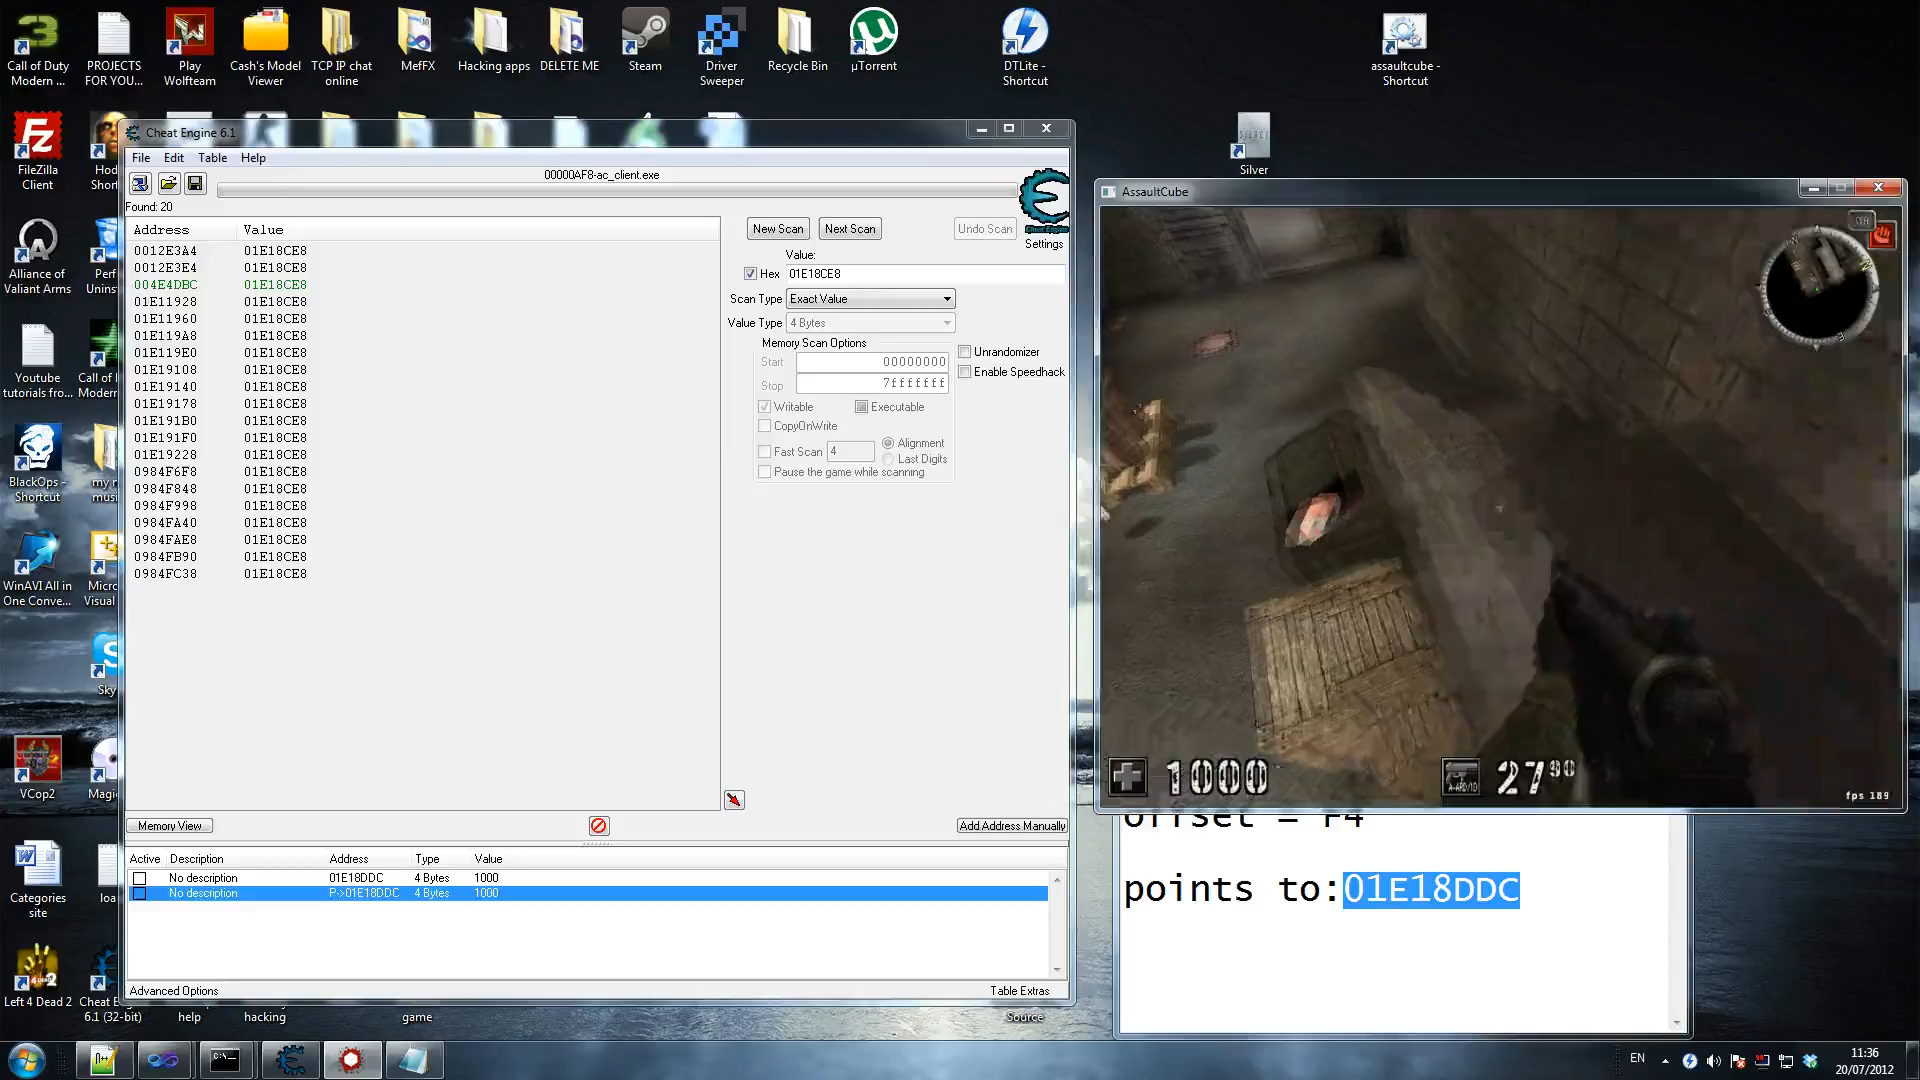 Call of Duty Modern ...
PROJECTS FOR YOU...
Play Wolfteam
Cash's Model Viewer
TCP IP chat online
MefFX
Hacking apps
DELETE ME
Steam
Driver Sweeper
Recycle Bin
µTorrent
DTLite - Shortcut
assaultcube - Shortcut
FileZilla Client
Silver
Alliance of Valiant Arms
Youtube tutorials fro...
BlackOps - Shortcut
WinAVI All in One Conve...
VCop2
Categories site
Left 4 Dead 2
Cheat Engine 6.1
File Edit Table Help
00000AF8-ac_client.exe
Found: 20
Settings
Address Value
0012E3A4 01E18CE8
0012E3E4 01E18CE8
004E4DBC 01E18CE8
01E11928 01E18CE8
01E11960 01E18CE8
01E119A8 01E18CE8
01E119E0 01E18CE8
01E19108 01E18CE8
01E19140 01E18CE8
01E19178 01E18CE8
01E191B0 01E18CE8
01E191F0 01E18CE8
01E19228 01E18CE8
0984F6F8 01E18CE8
0984F848 01E18CE8
0984F998 01E18CE8
0984FA40 01E18CE8
0984FAE8 01E18CE8
0984FB90 01E18CE8
0984FC38 01E18CE8
New Scan Next Scan Undo Scan
Value:
Hex 01E18CE8
Scan Type Exact Value
Value Type 4 Bytes
Memory Scan Options
Start 00000000
Stop 7fffffff
Writable Executable
CopyOnWrite
Fast Scan 4 Alignment
Last Digits
Pause the game while scanning
Unrandomizer
Enable Speedhack
Memory View
Add Address Manually
Active Description Address Type Value
No description 01E18DDC 4 Bytes 1000
No description P->01E18DDC 4 Bytes 1000
Advanced Options Table Extras
6.1 (32-bit)
help
hacking
game
Source
AssaultCube
1000
27 90
fps 189
offset = F4
points to:01E18DDC
EN
11:36
20/07/2012